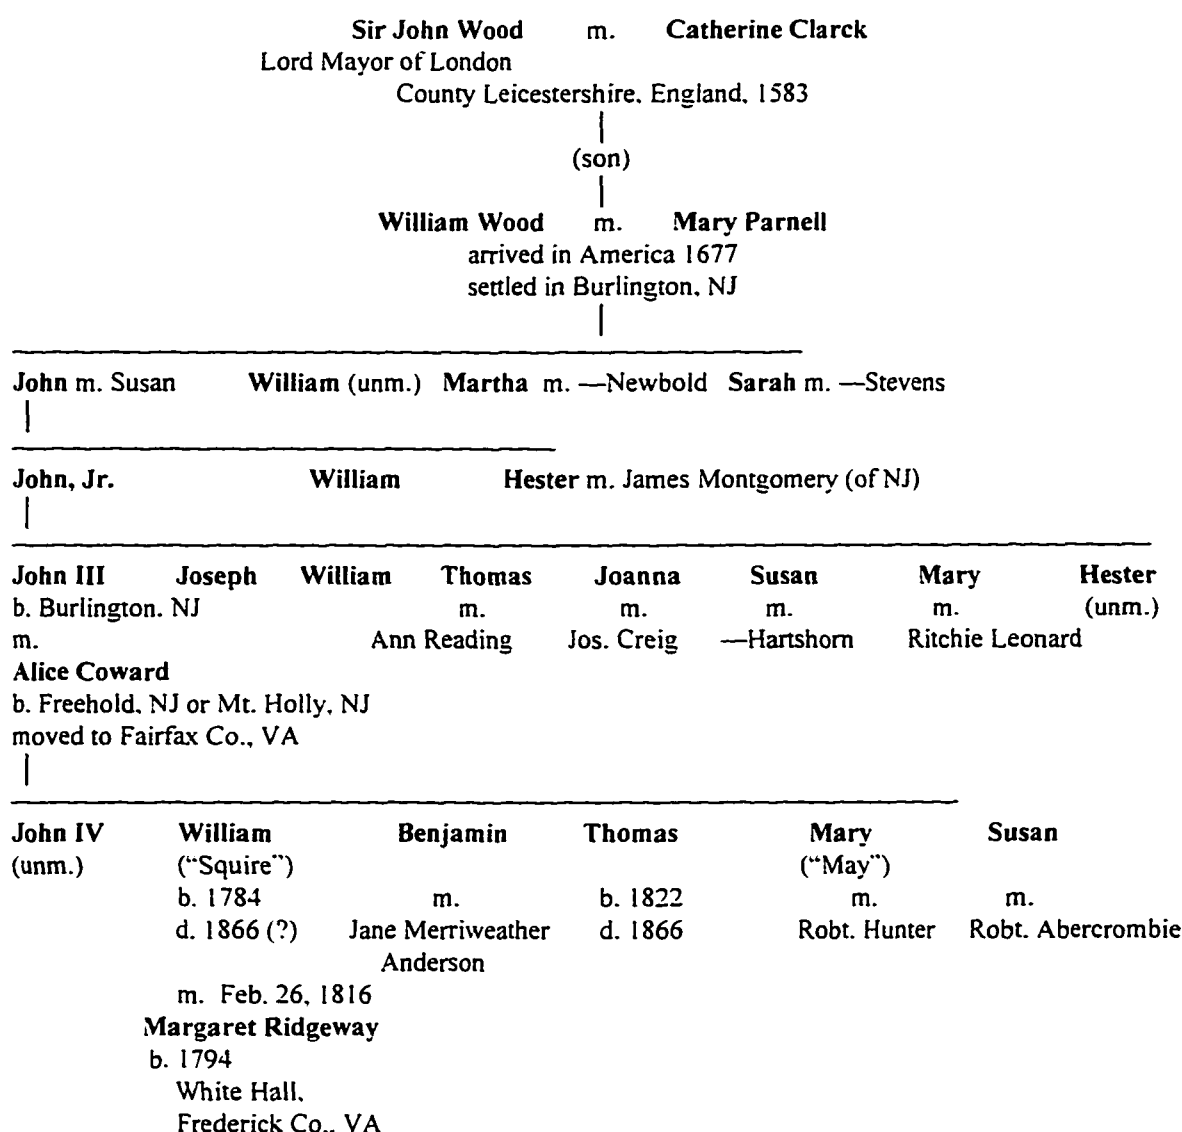 Sir John Wood m. Catherine Clarck
Lord Mayor of London
County Leicestershire, England, 1583
(son)
William Wood m. Mary Parnell
arrived in America 1677
settled in Burlington, NJ
John m. Susan William (unm.) Martha m. —Newbold Sarah m. —Stevens
John, Jr. William Hester m. James Montgomery (of NJ)
John III Joseph William Thomas Joanna Susan Mary Hester
b. Burlington. NJ m. m. m. m. (unm.)
m. Ann Reading Jos. Creig —Hartshorn Ritchie Leonard
Alice Coward
b. Freehold, NJ or Mt. Holly, NJ
moved to Fairfax Co., VA
John IV William Benjamin Thomas Mary Susan
(unm.) ("Squire") ("May")
b. 1784 m. b. 1822 m. m.
d. 1866 (?) Jane Merriweather d. 1866 Robt. Hunter Robt. Abercrombie
Anderson
m. Feb. 26, 1816
Margaret Ridgeway
b. 1794
White Hall,
Frederick Co., VA